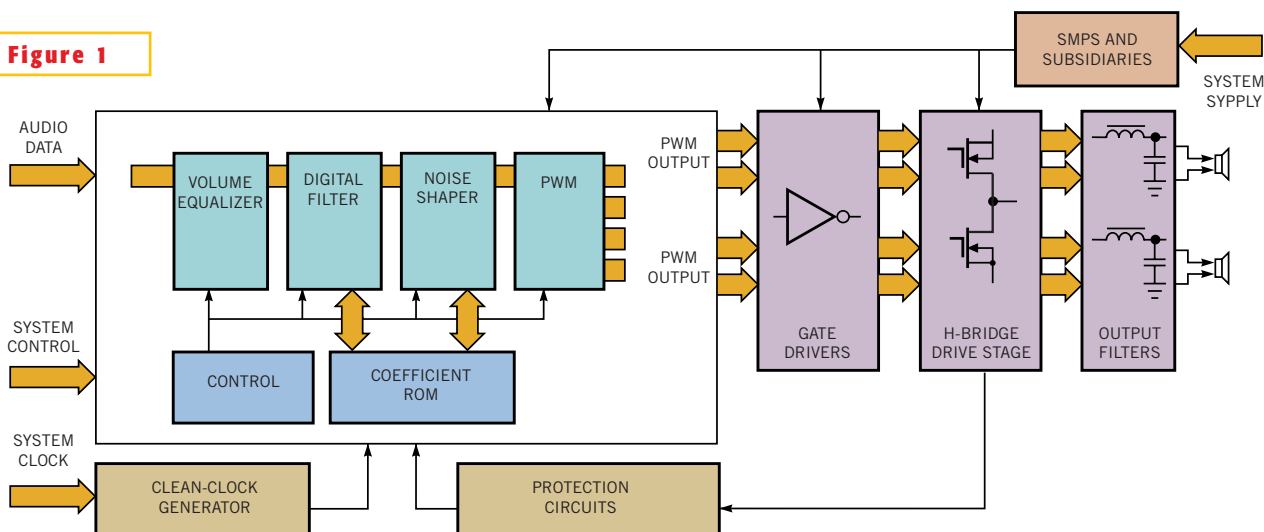 Figure 1
SMPS AND
SUBSIDIARIES
SYSTEM
SYPPLY
AUDIO
DATA
VOLUME
EQUALIZER
DIGITAL
FILTER
NOISE
SHAPER
PWM
PWM
OUTPUT
PWM
OUTPUT
GATE
DRIVERS
H-BRIDGE
DRIVE STAGE
OUTPUT
FILTERS
SYSTEM
CONTROL
CONTROL
COEFFICIENT
ROM
SYSTEM
CLOCK
CLEAN-CLOCK
GENERATOR
PROTECTION
CIRCUITS